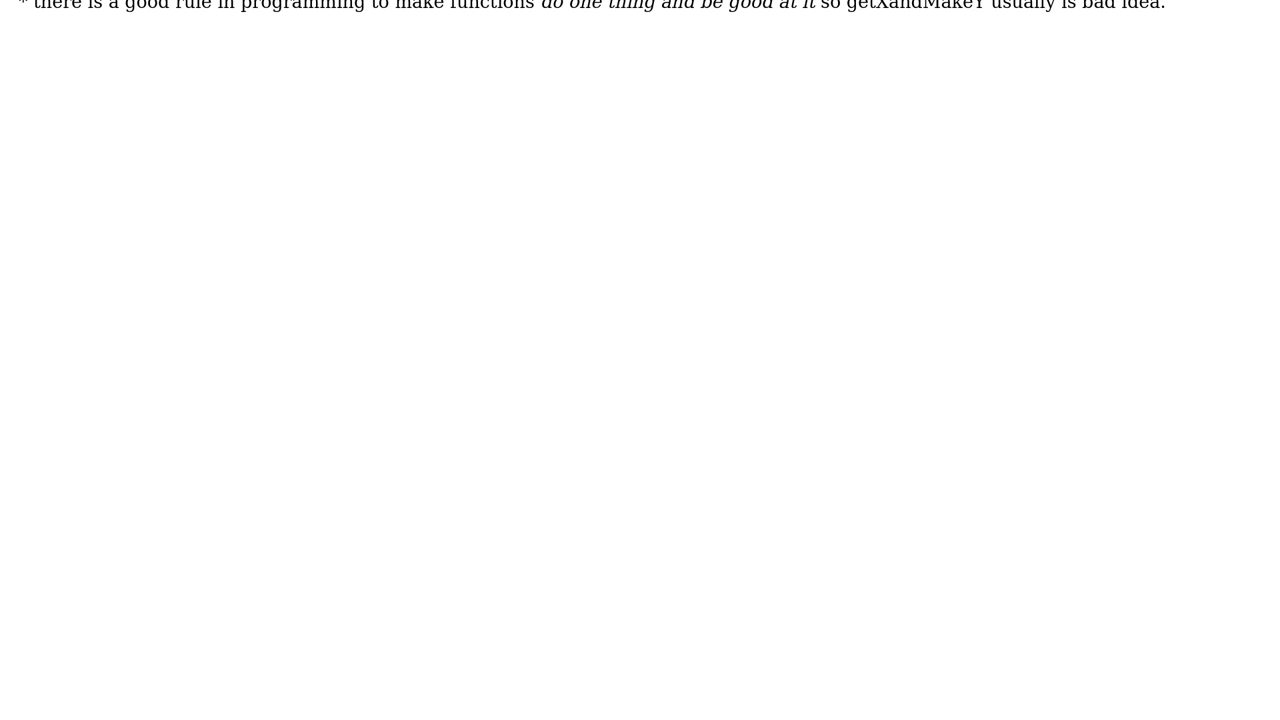 * there is a good rule in programming to make functions do one thing and be good at it so getXandMakeY usually is bad idea.